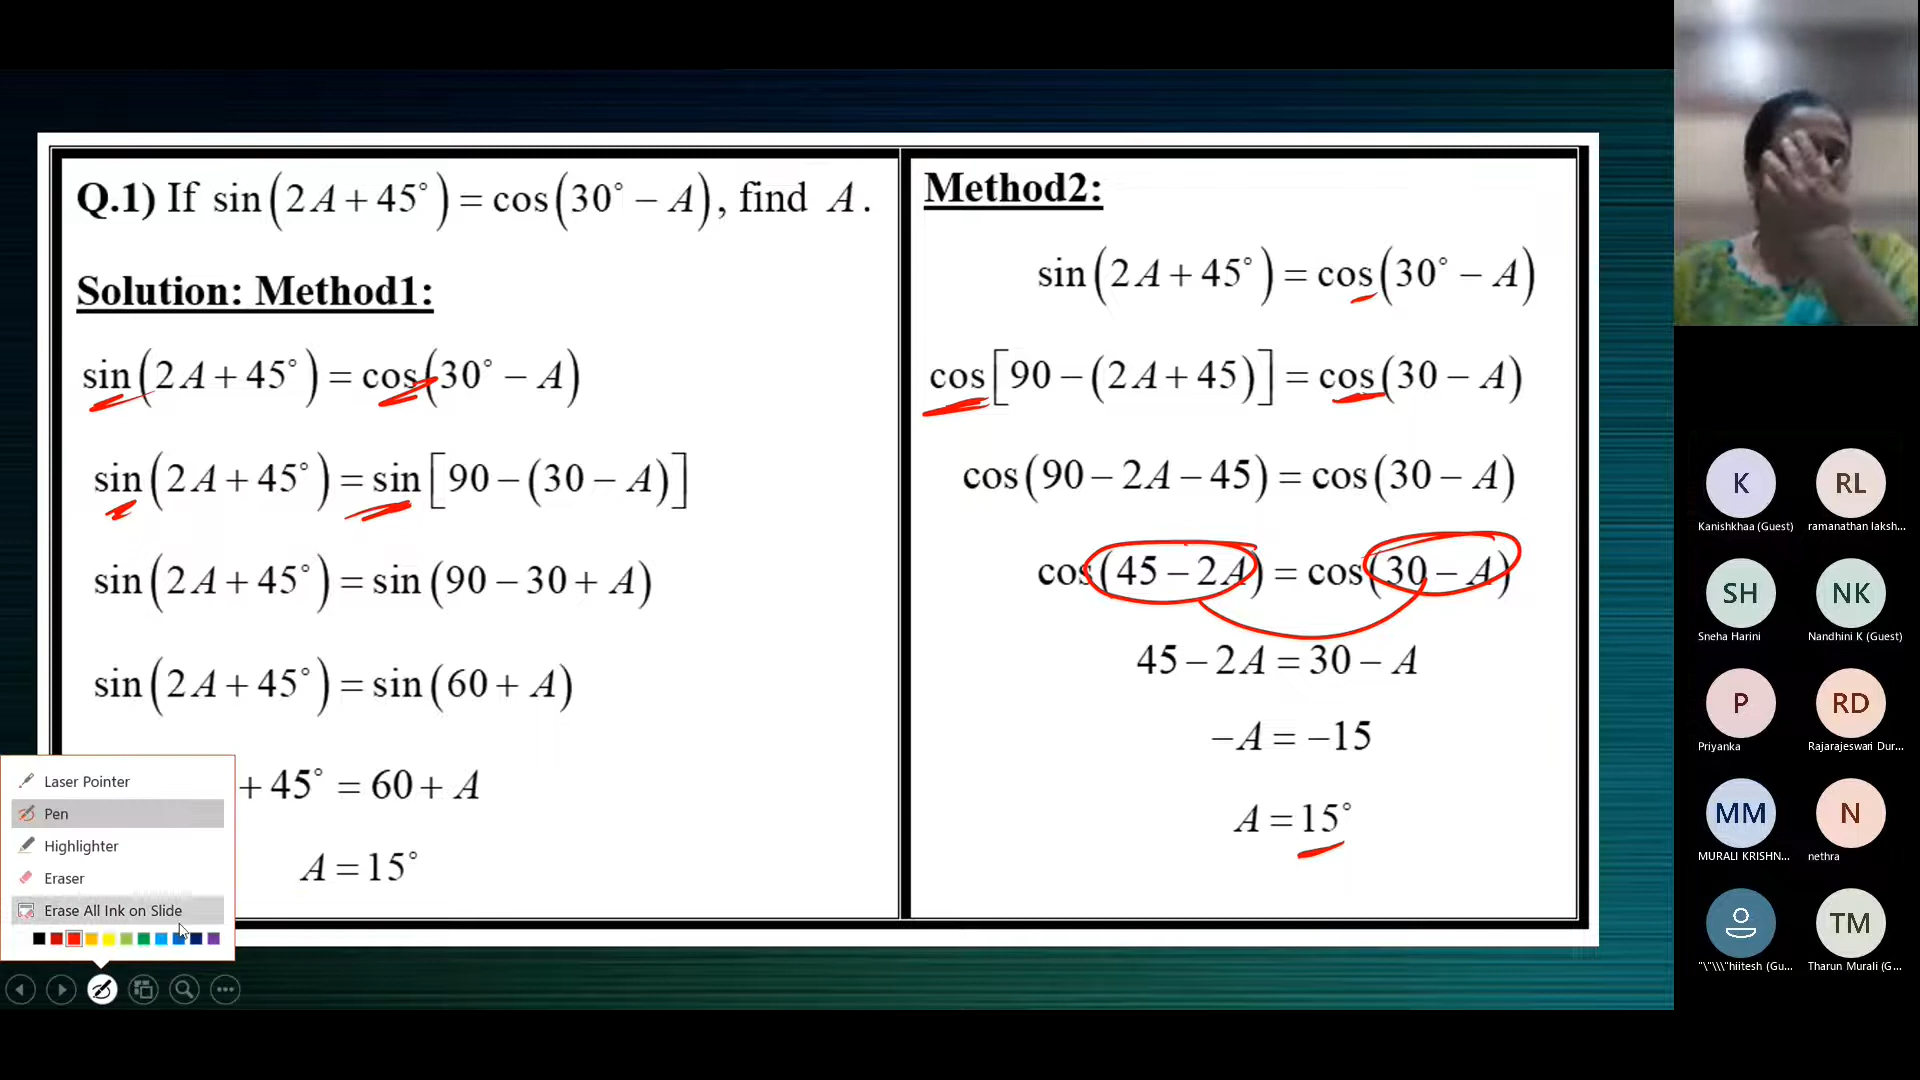 Q.1) If sin(2A+45°)=cos(30°−A), find A.
Solution: Method1:
sin(2A+45°)=cos(30°−A)
sin(2A+45°)=sin[90−(30−A)]
sin(2A+45°)=sin(90−30+A)
sin(2A+45°)=sin(60+A)
+45°=60+A
A=15°
Method2:
sin(2A+45°)=cos(30°−A)
cos[90−(2A+45)]=cos(30−A)
cos(90−2A−45)=cos(30−A)
cos(45−2A)=cos(30−A)
45−2A=30−A
−A=−15
A=15°
Laser Pointer
Pen
Highlighter
Eraser
Erase All Ink on Slide
K
RL
Kanishkhaa (Guest)
ramanathan laksh...
SH
NK
Sneha Harini
Nandhini K (Guest)
P
RD
Priyanka
Rajarajeswari Dur...
MM
N
MURALI KRISHN...
nethra
TM
"\"\\\"hiitesh (Gu...
Tharun Murali (G...